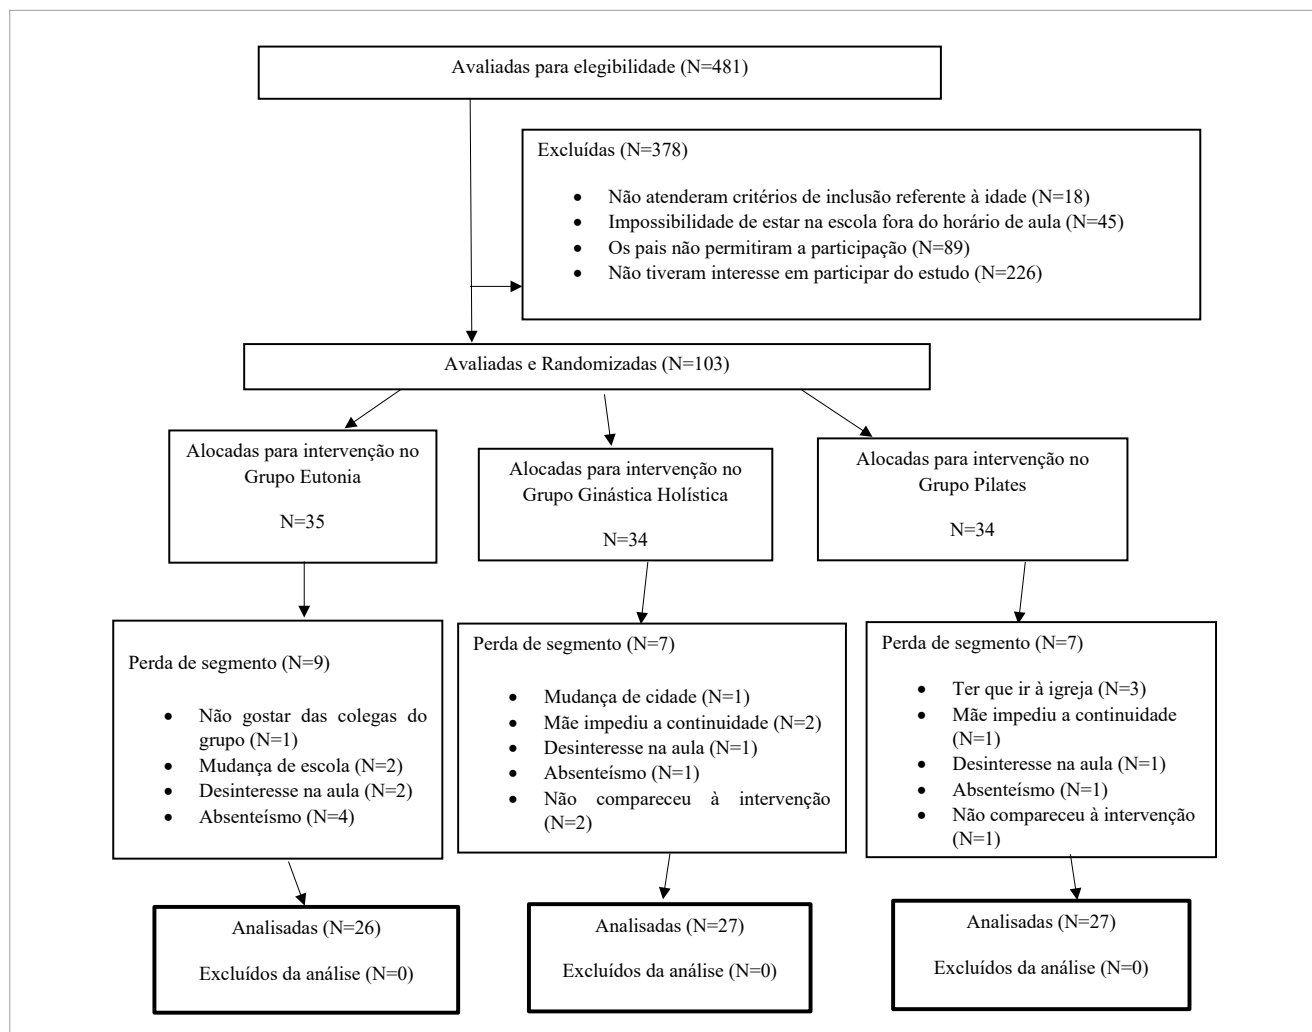 Avaliadas para elegibilidade (N=481)
Excluídas (N=378)
• Não atenderam critérios de inclusão referente à idade (N=18)
• Impossibilidade de estar na escola fora do horário de aula (N=45)
• Os pais não permitiram a participação (N=89)
• Não tiveram interesse em participar do estudo (N=226)
Avaliadas e Randomizadas (N=103)
Alocadas para intervenção no
Grupo Eutonia
N=35
Alocadas para intervenção no
Grupo Ginástica Holística
N=34
Alocadas para intervenção no
Grupo Pilates
N=34
Perda de segmento (N=9)
• Não gostar das colegas do
grupo (N=1)
• Mudança de escola (N=2)
• Desinteresse na aula (N=2)
• Absenteísmo (N=4)
Perda de segmento (N=7)
• Mudança de cidade (N=1)
• Mãe impediu a continuidade (N=2)
• Desinteresse na aula (N=1)
• Absenteísmo (N=1)
• Não compareceu à intervenção
(N=2)
Perda de segmento (N=7)
• Ter que ir à igreja (N=3)
• Mãe impediu a continuidade
(N=1)
• Desinteresse na aula (N=1)
• Absenteísmo (N=1)
• Não compareceu à intervenção
(N=1)
Analisadas (N=26)
Excluídos da análise (N=0)
Analisadas (N=27)
Excluídos da análise (N=0)
Analisadas (N=27)
Excluídos da análise (N=0)